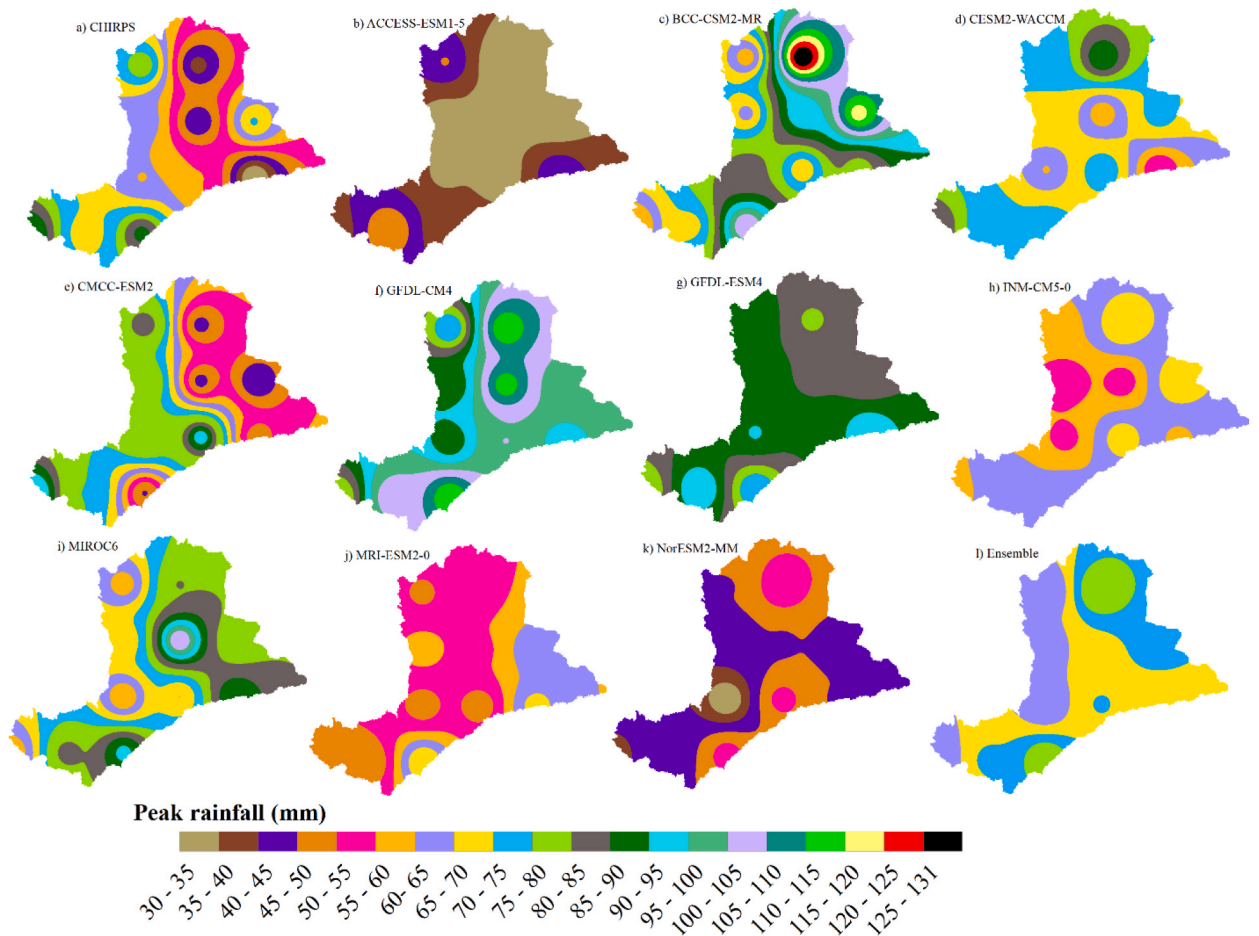 a) CHIRPS
b) ACCESS-ESM1-5
c) BCC-CSM2-MR
d) CESM2-WACCM
e) CMCC-ESM2
f) GFDL-CM4
g) GFDL-ESM4
h) INM-CM5-0
i) MIROC6
j) MRI-ESM2-0
k) NorESM2-MM
l) Ensemble
Peak rainfall (mm)
30 - 35
35 - 40
40 - 45
45 - 50
50 - 55
55 - 60
60- 65
65 - 70
70 - 75
75 - 80
80 - 85
85 - 90
90 - 95
95 - 100
100 - 105
105 - 110
110 - 115
115 - 120
120 - 125
125 - 131